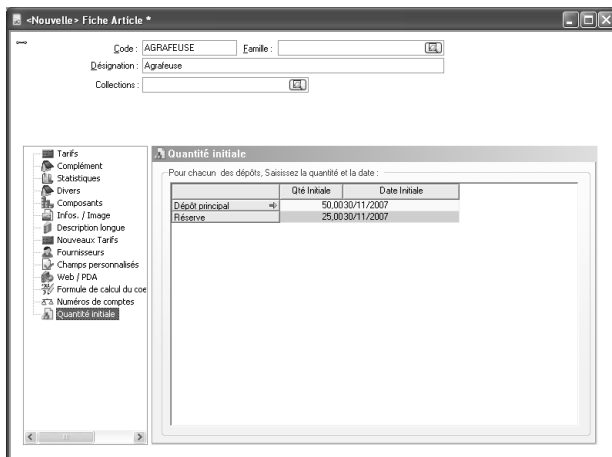 <Nouvelle> Fiche Article *
Code : AGRAFEUSE Famille :
Désignation : Agrafeuse
Collections :
Tarifs
Complément
Statistiques
Divers
Composants
Infos. / Image
Description longue
Nouveaux Tarifs
Fournisseurs
Champs personnalisés
Web / PDA
Formule de calcul du coe
Numéros de comptes
Quantité initiale
Quantité initiale
Pour chacun des dépôts, Saisissez la quantité et la date :
Qté Initiale Date Initiale
Dépôt principal 50,00 30/11/2007
Réserve 25,00 30/11/2007